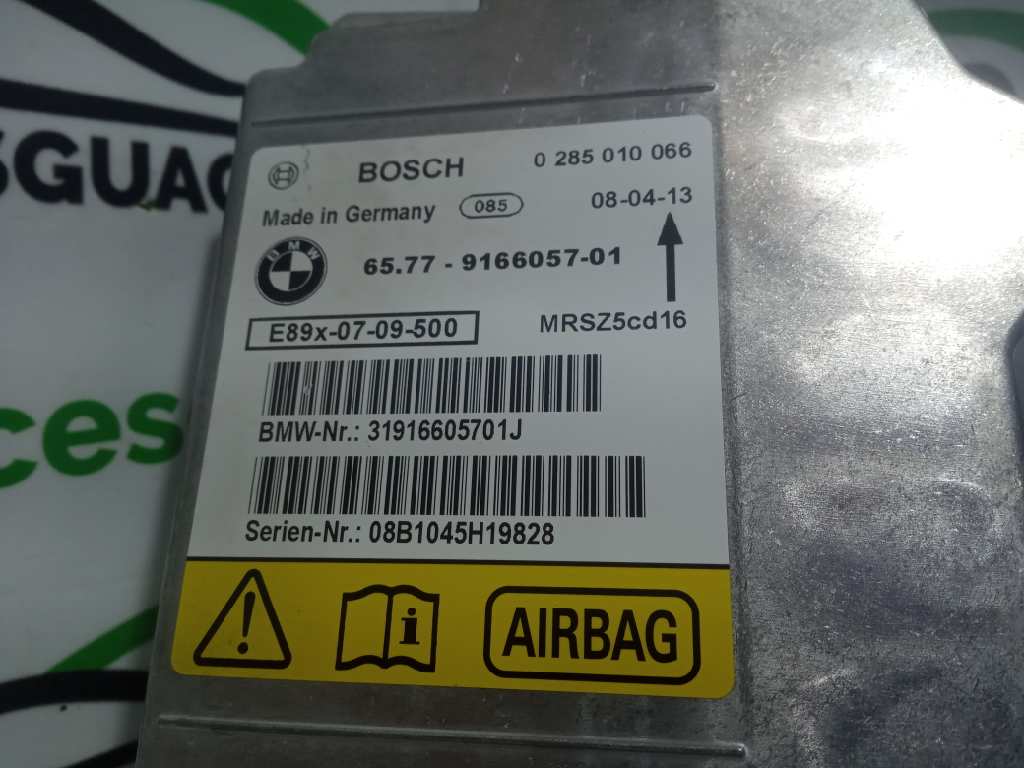 BOSCH 0 285 010 066
Made in Germany 085 08-04-13
BMW
65.77 - 9166057-01
E89x-07-09-500 MRSZ5cd16
BMW-Nr.: 31916605701J
Serien-Nr.: 08B1045H19828
i AIRBAG
SGUAC
ces